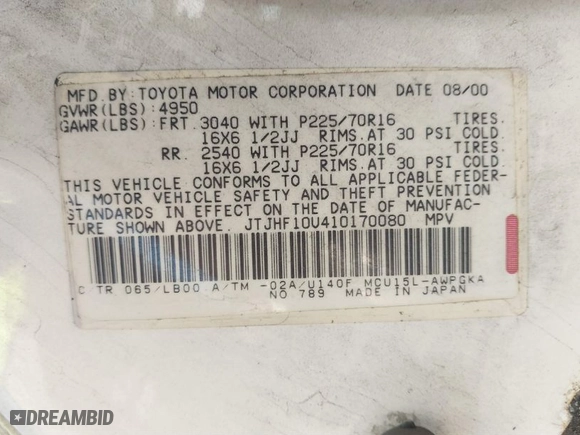 MFD.BY:TOYOTA MOTOR CORPORATION DATE 08/00
GVWR(LBS):4950
GAWR(LBS):FRT.3040 WITH P225/70R16 TIRES.
16X6 1/2JJ RIMS.AT 30 PSI COLD.
RR. 2540 WITH P225/70R16 TIRES.
16X6 1/2JJ RIMS.AT 30 PSI COLD.
THIS VEHICLE CONFORMS TO ALL APPLICABLE FEDER-
AL MOTOR VEHICLE SAFETY AND THEFT PREVENTION
STANDARDS IN EFFECT ON THE DATE OF MANUFAC-
TURE SHOWN ABOVE. JTJHF10U410170080 MPV
C/TR 065/LB00 A/TM -02A/U140F MCU15L-AWPGKA
NO 789 MADE IN JAPAN
DREAMBID